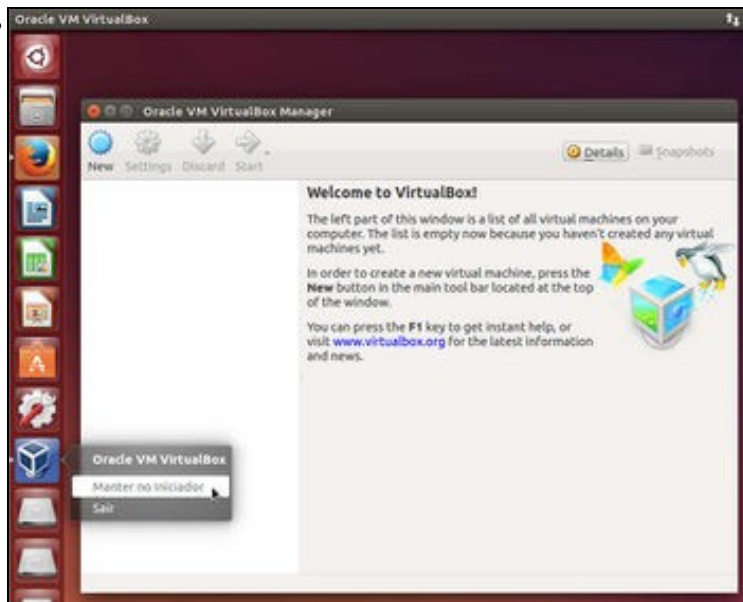 Oracle VM VirtualBox
Oracle VM VirtualBox Manager
New Settings Discard Start
Details Snapshots
Welcome to VirtualBox!
The left part of this window is a list of all virtual machines on your
computer. The list is empty now because you haven't created any virtual
machines yet.
In order to create a new virtual machine, press the
New button in the main tool bar located at the top
of the window.
You can press the F1 key to get instant help, or
visit www.virtualbox.org for the latest information
and news.
Oracle VM VirtualBox
Manter no Iniciador
Sair